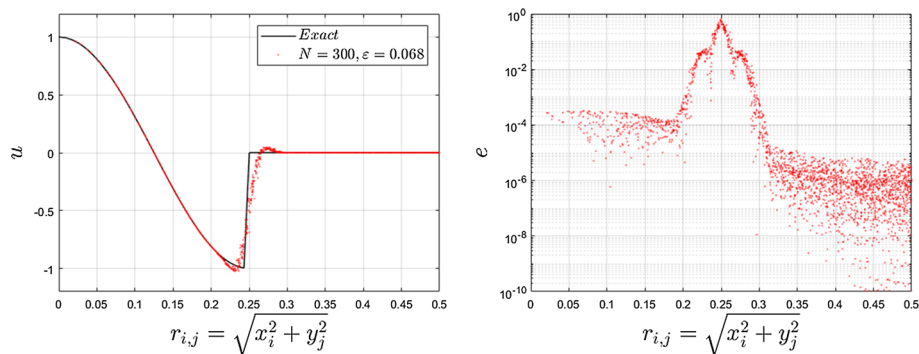 Exact
N = 300, ε = 0.068
1
0.5
0
-0.5
-1
u
0 0.05 0.1 0.15 0.2 0.25 0.3 0.35 0.4 0.45 0.5
r_{i,j} = \sqrt{x_i^2 + y_j^2}
10^0
10^-2
10^-4
10^-6
10^-8
10^-10
e
0 0.05 0.1 0.15 0.2 0.25 0.3 0.35 0.4 0.45 0.5
r_{i,j} = \sqrt{x_i^2 + y_j^2}